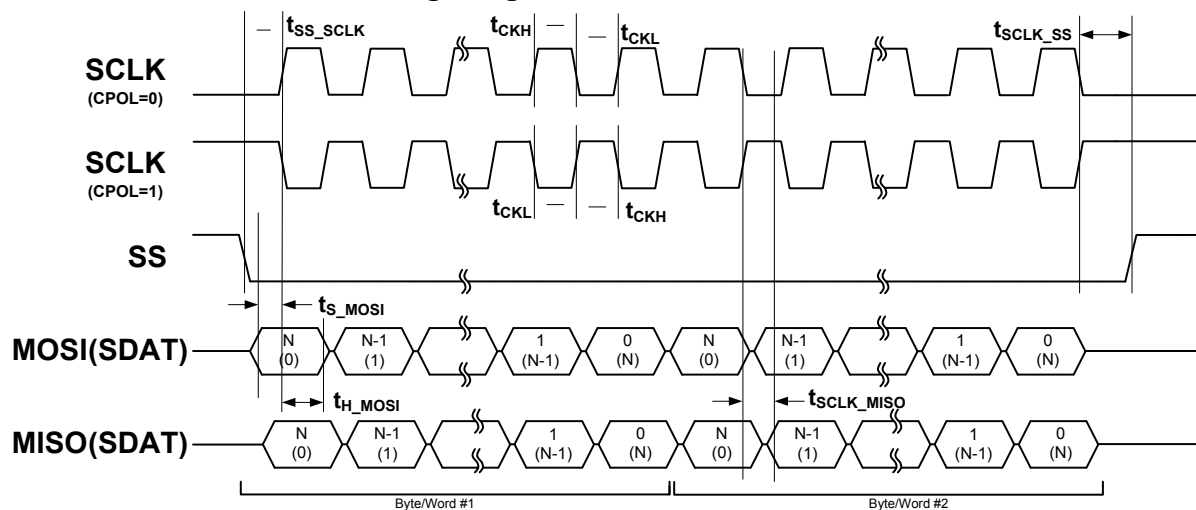 tSS_SCLK tCKH tCKL tSCLK_SS
SCLK
(CPOL=0)
SCLK
(CPOL=1)
tCKL tCKH
SS
tS_MOSI
MOSI(SDAT)
N N-1 1 0 N N-1 1 0
(0) (1) (N-1) (N) (0) (1) (N-1) (N)
tH_MOSI tSCLK_MISO
MISO(SDAT)
N N-1 1 0 N N-1 1 0
(0) (1) (N-1) (N) (0) (1) (N-1) (N)
Byte/Word #1 Byte/Word #2